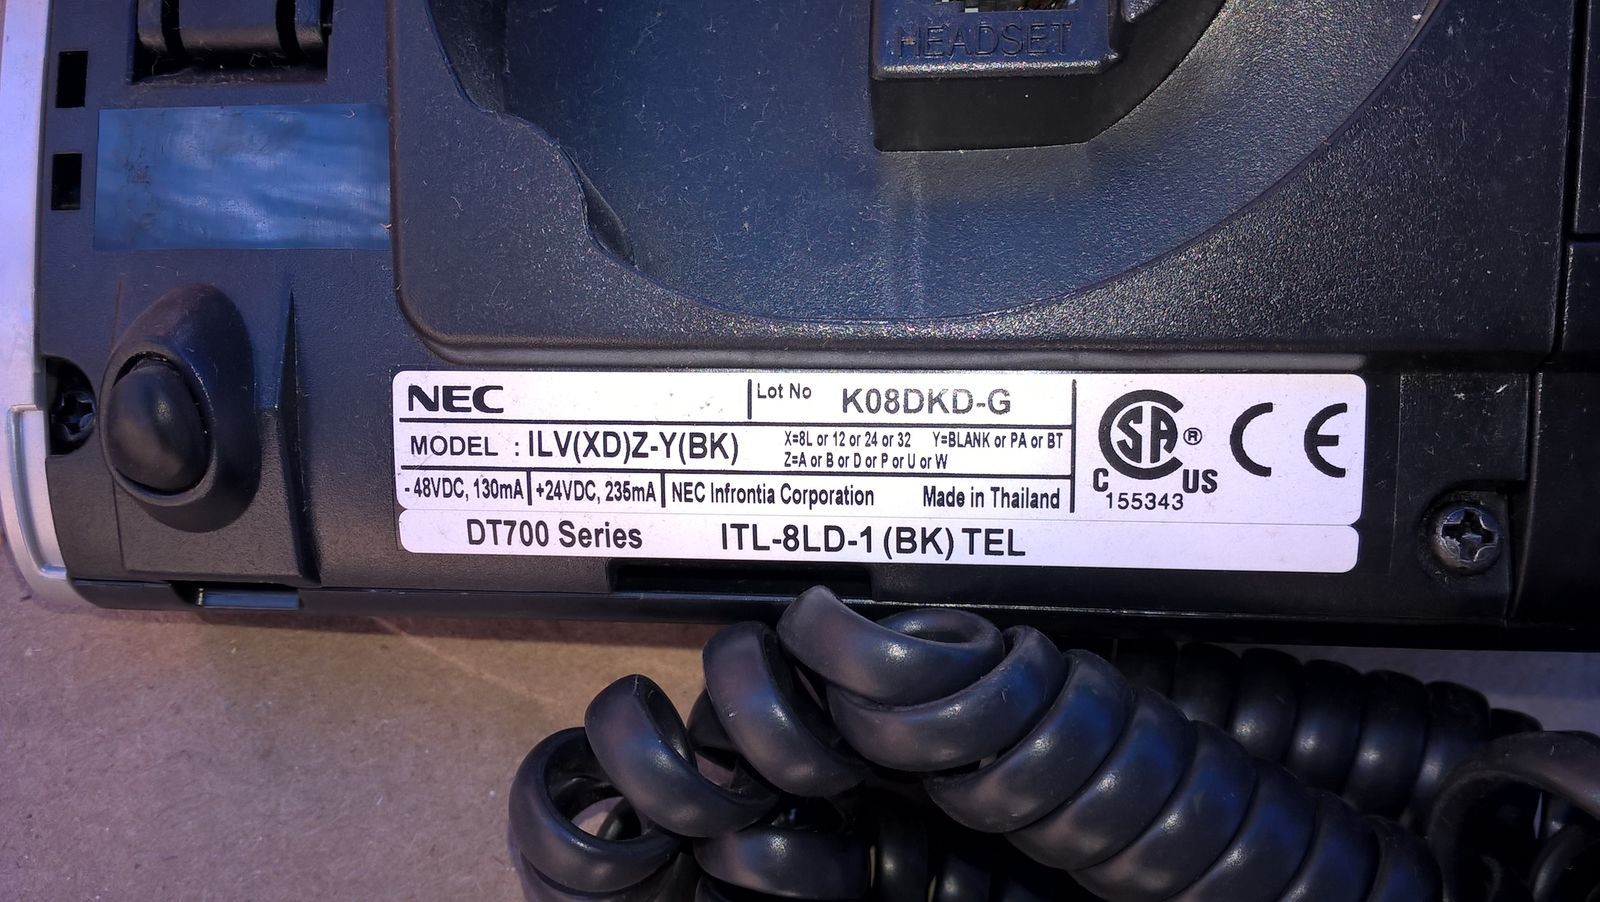 HEADSET
NEC
Lot No K08DKD-G
MODEL : ILV(XD)Z-Y(BK)
X=8L or 12 or 24 or 32 Y=BLANK or PA or BT
Z=A or B or D or P or U or W
- 48VDC, 130mA +24VDC, 235mA NEC Infrontia Corporation Made in Thailand
SA ®
C US
155343
CE
DT700 Series ITL-8LD-1 (BK) TEL